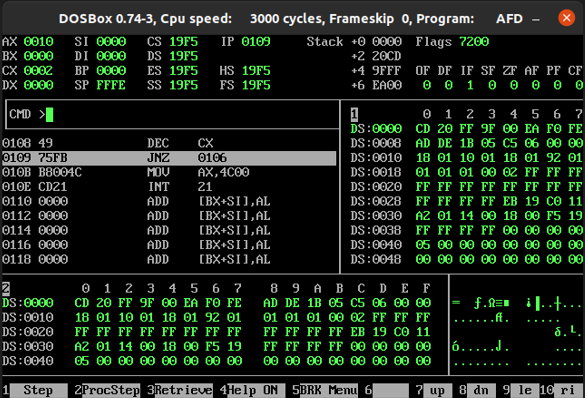 DOSBox 0.74-3, Cpu speed: 3000 cycles, Frameskip 0, Program: AFD
AX 0010 SI 0000 CS 19F5 IP 0109 Stack +0 0000 Flags 7200
BX 0000 DI 0000 DS 19F5 +2 20CD
CX 0002 BP 0000 ES 19F5 HS 19F5 +4 9FFF OF DF IF SF ZF AF PF CF
DX 0000 SP FFFE SS 19F5 FS 19F5 +6 EA00 0 0 1 0 0 0 0 0
CMD >
0108 49 DEC CX
0109 75FB JNZ 0106
010B B8004C MOV AX,4C00
010E CD21 INT 21
0110 0000 ADD [BX+SI],AL
0112 0000 ADD [BX+SI],AL
0114 0000 ADD [BX+SI],AL
0116 0000 ADD [BX+SI],AL
0118 0000 ADD [BX+SI],AL
1 0 1 2 3 4 5 6 7
DS:0000 CD 20 FF 9F 00 EA F0 FE
DS:0008 AD DE 1B 05 C5 06 00 00
DS:0010 18 01 10 01 18 01 92 01
DS:0018 01 01 01 00 02 FF FF FF
DS:0020 FF FF FF FF FF FF FF FF
DS:0028 FF FF FF FF EB 19 C0 11
DS:0030 A2 01 14 00 18 00 F5 19
DS:0038 FF FF FF FF 00 00 00 00
DS:0040 05 00 00 00 00 00 00 00
DS:0048 00 00 00 00 00 00 00 00
2 0 1 2 3 4 5 6 7 8 9 A B C D E F
DS:0000 CD 20 FF 9F 00 EA F0 FE AD DE 1B 05 C5 06 00 00 ═ ƒ.Ω≡■ ¡▐..┼...
DS:0010 18 01 10 01 18 01 92 01 01 01 01 00 02 FF FF FF ......Æ. .....
DS:0020 FF FF FF FF FF FF FF FF FF FF FF FF EB 19 C0 11 δ.└.
DS:0030 A2 01 14 00 18 00 F5 19 FF FF FF FF 00 00 00 00 ó.....⌡. ....
DS:0040 05 00 00 00 00 00 00 00 00 00 00 00 00 00 00 00 ........ ........
1 Step 2ProcStep 3Retrieve 4Help ON 5BRK Menu 6 7 up 8 dn 9 le 10 ri